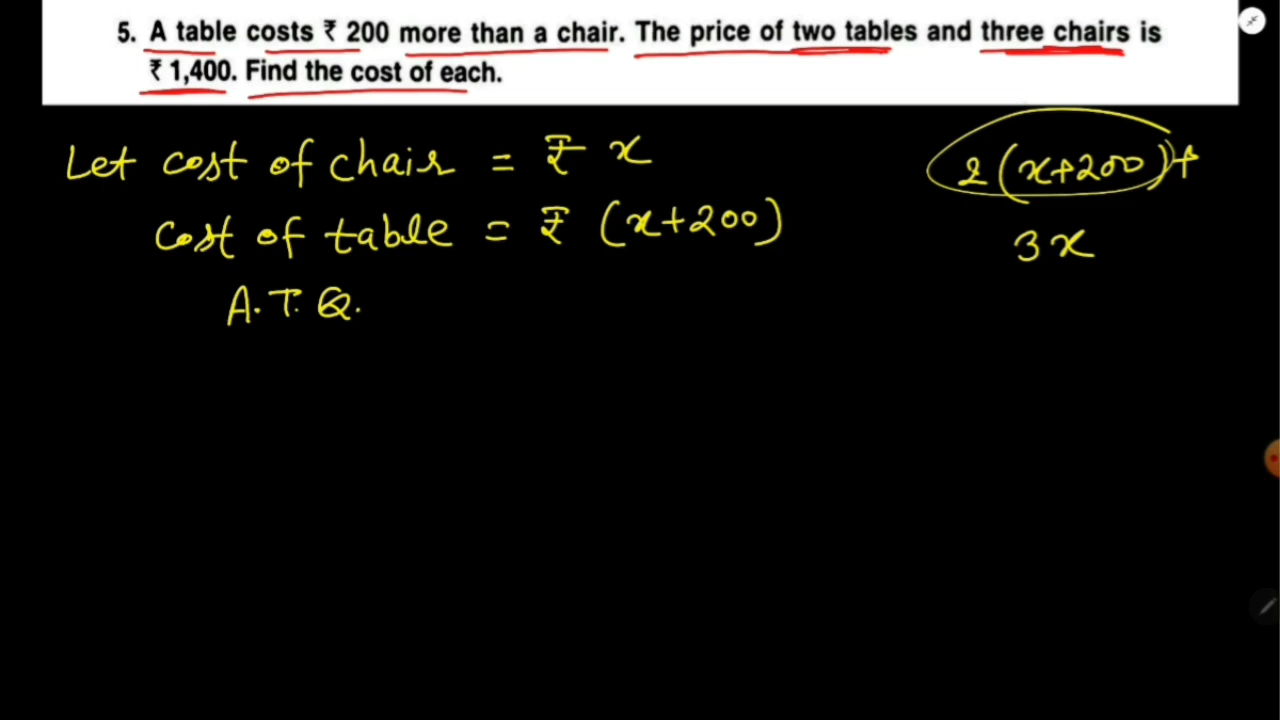 5. A table costs ₹ 200 more than a chair. The price of two tables and three chairs is
₹ 1,400. Find the cost of each.
Let cost of chair = ₹ x
cost of table = ₹ (x+200)
A.T.Q.
2(x+200)+
3x